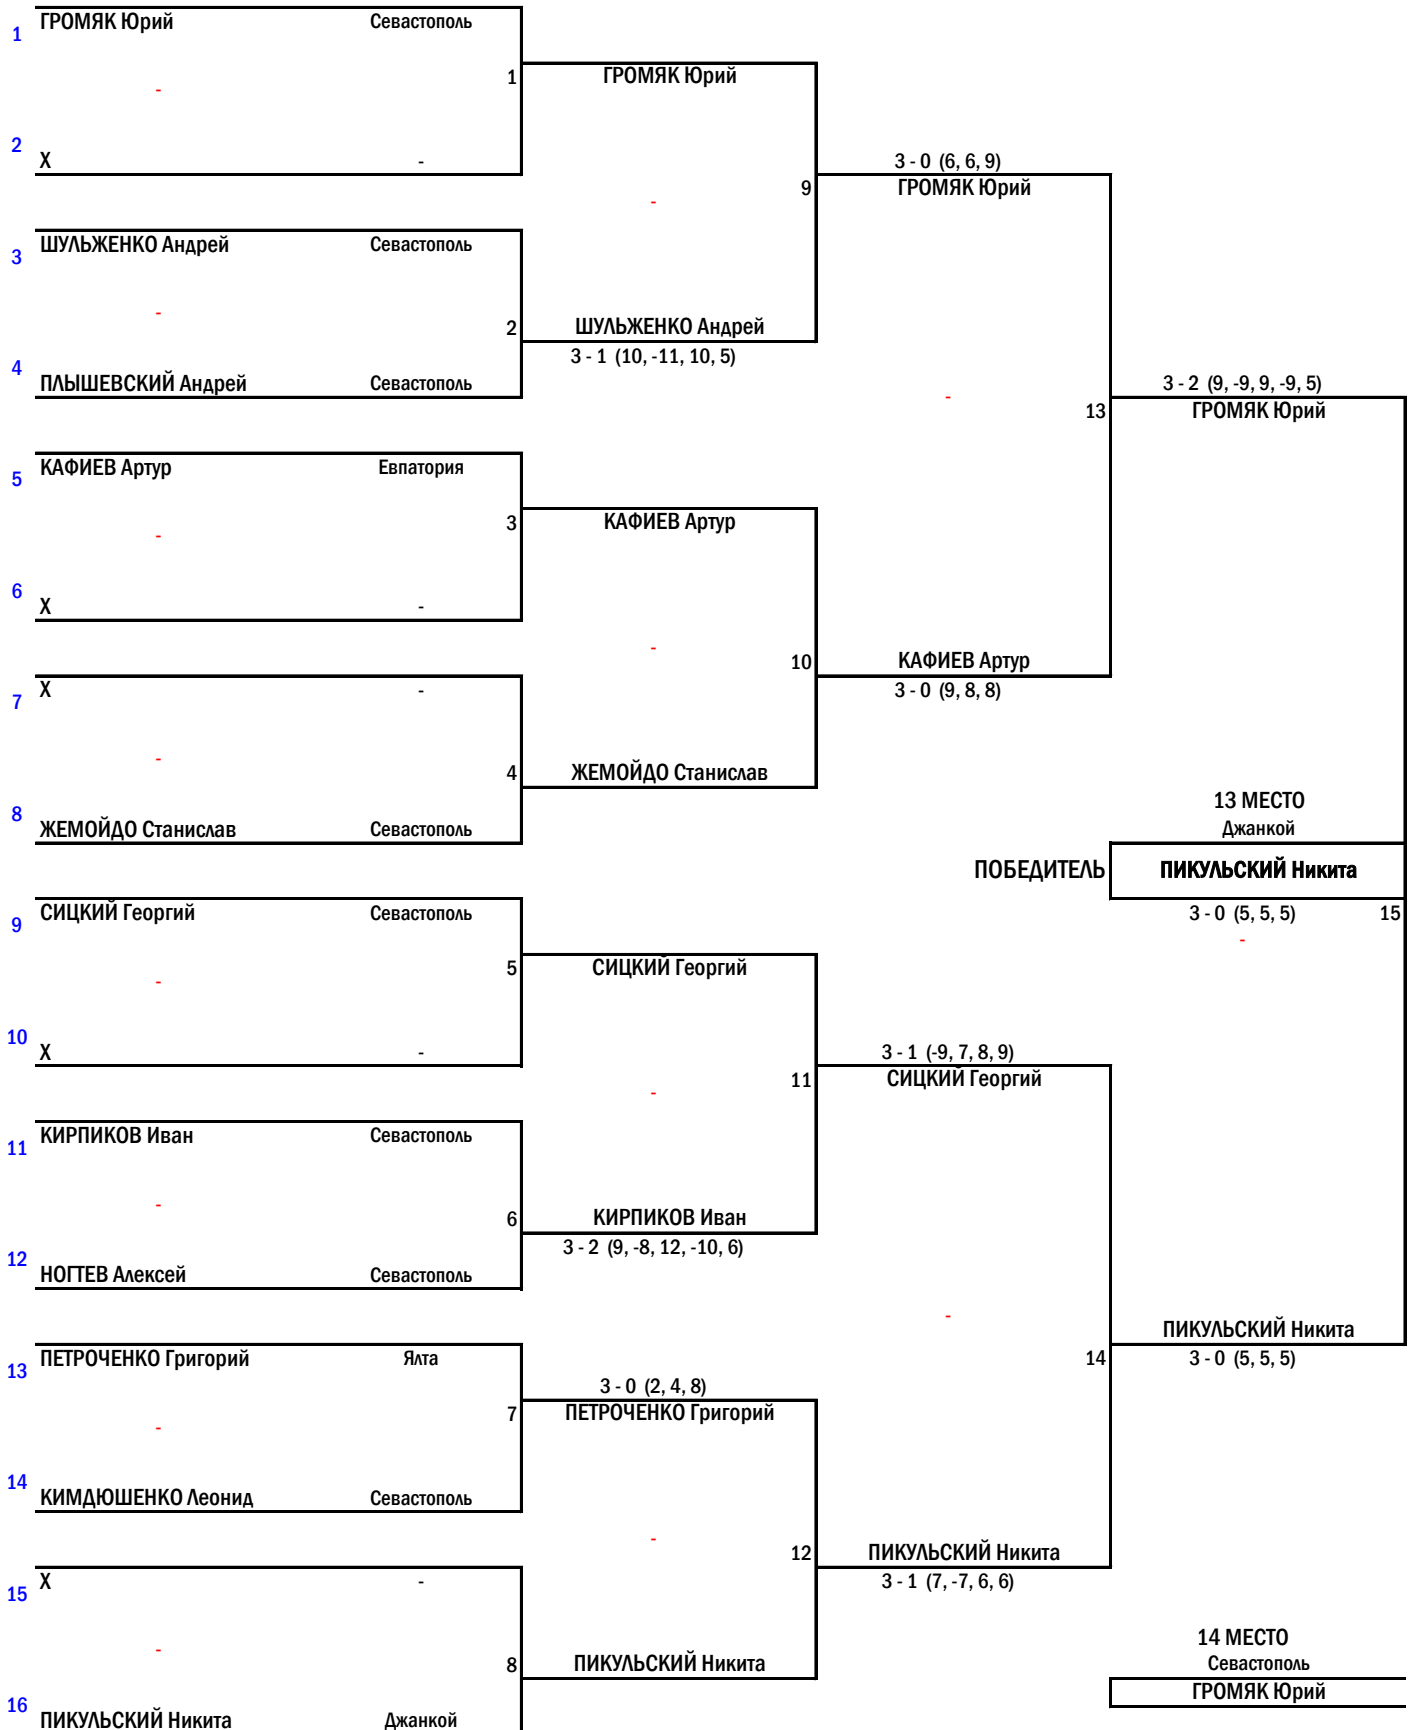 1 ГРОМЯК Юрий Севастополь
1 ГРОМЯК Юрий
-
2 X -
3 - 0 (6, 6, 9)
9 ГРОМЯК Юрий
-
3 ШУЛЬЖЕНКО Андрей Севастополь
-
2 ШУЛЬЖЕНКО Андрей
3 - 1 (10, -11, 10, 5)
4 ПЛЫШЕВСКИЙ Андрей Севастополь
3 - 2 (9, -9, 9, -9, 5)
-
13 ГРОМЯК Юрий
5 КАФИЕВ Артур Евпатория
3 КАФИЕВ Артур
-
6 X -
-
10 КАФИЕВ Артур
7 X -
3 - 0 (9, 8, 8)
-
4 ЖЕМОЙДО Станислав
13 МЕСТО
8 ЖЕМОЙДО Станислав Севастополь
Джанкой
ПОБЕДИТЕЛЬ ПИКУЛЬСКИЙ Никита
9 СИЦКИЙ Георгий Севастополь
3 - 0 (5, 5, 5) 15
-
5 СИЦКИЙ Георгий
-
10 X -
3 - 1 (-9, 7, 8, 9)
11 СИЦКИЙ Георгий
-
11 КИРПИКОВ Иван Севастополь
-
6 КИРПИКОВ Иван
3 - 2 (9, -8, 12, -10, 6)
12 НОГТЕВ Алексей Севастополь
-
ПИКУЛЬСКИЙ Никита
13 ПЕТРОЧЕНКО Григорий Ялта
14 3 - 0 (5, 5, 5)
3 - 0 (2, 4, 8)
7 ПЕТРОЧЕНКО Григорий
-
14 КИМДЮШЕНКО Леонид Севастополь
-
12 ПИКУЛЬСКИЙ Никита
15 X -
3 - 1 (7, -7, 6, 6)
-
14 МЕСТО
8 ПИКУЛЬСКИЙ Никита
Севастополь
ГРОМЯК Юрий
16 ПИКУЛЬСКИЙ Никита Джанкой